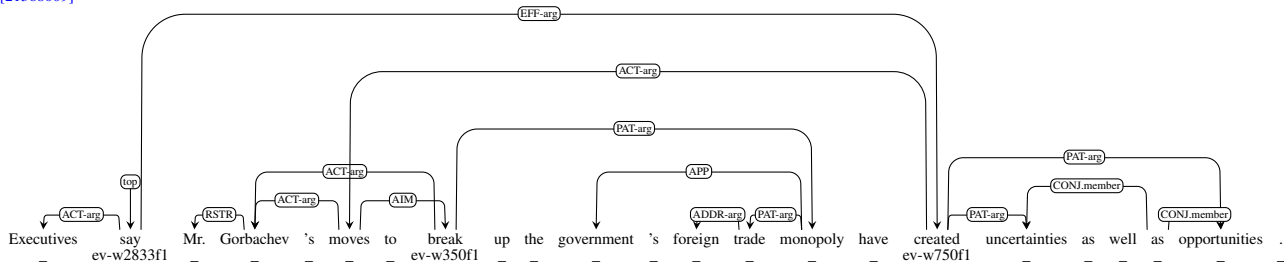 EFF-arg
ACT-arg
PAT-arg
ACT-arg APP PAT-arg
top CONJ.member
ACT-arg AIM
ACT-arg RSTR ADDR-arg PAT-arg PAT-arg CONJ.member
Executives say Mr. Gorbachev 's moves to break up the government 's foreign trade monopoly have created uncertainties as well as opportunities .
_ ev-w2833f1 _ _ _ _ _ ev-w350f1 _ _ _ _ _ _ _ _ ev-w750f1 _ _ _ _ _ _